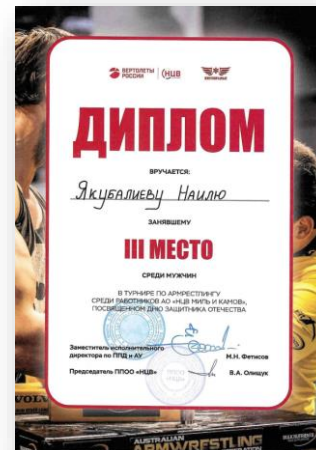 ВЕРТОЛЕТЫ РОССИИ
НЦВ
ДИПЛОМ
ВРУЧАЕТСЯ:
Якубалиеву Наилю
ЗАНЯВШЕМУ
III МЕСТО
СРЕДИ МУЖЧИН
В ТУРНИРЕ ПО АРМРЕСТЛИНГУ
СРЕДИ РАБОТНИКОВ АО «НЦВ МИЛЬ И КАМОВ»,
ПОСВЯЩЕННОМ ДНЮ ЗАЩИТНИКА ОТЕЧЕСТВА
Заместитель исполнительного
директора по ППД и АУ М.Н. Фетисов
Председатель ППОО «НЦВ» В.А. Олищук
AUSTRALIAN
ARMWRESTLING